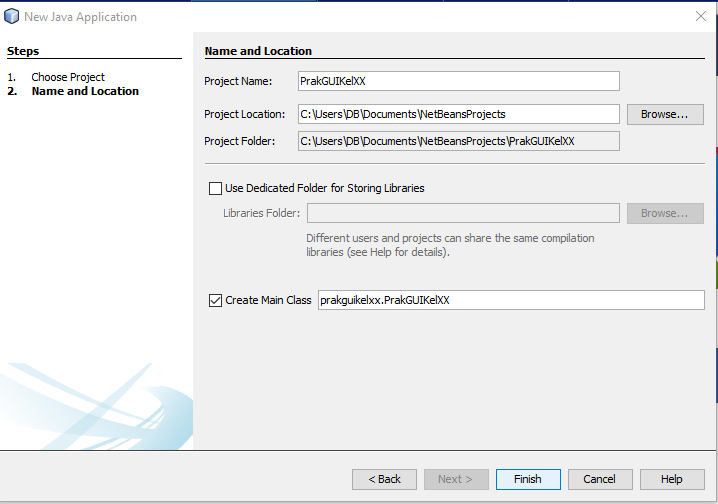 New Java Application
Steps
1. Choose Project
2. Name and Location
Name and Location
Project Name: PrakGUIKelXX
Project Location: C:\Users\DB\Documents\NetBeansProjects Browse...
Project Folder: C:\Users\DB\Documents\NetBeansProjects\PrakGUIKelXX
Use Dedicated Folder for Storing Libraries
Libraries Folder: Browse...
Different users and projects can share the same compilation
libraries (see Help for details).
Create Main Class prakguikelxx.PrakGUIKelXX
< Back Next > Finish Cancel Help